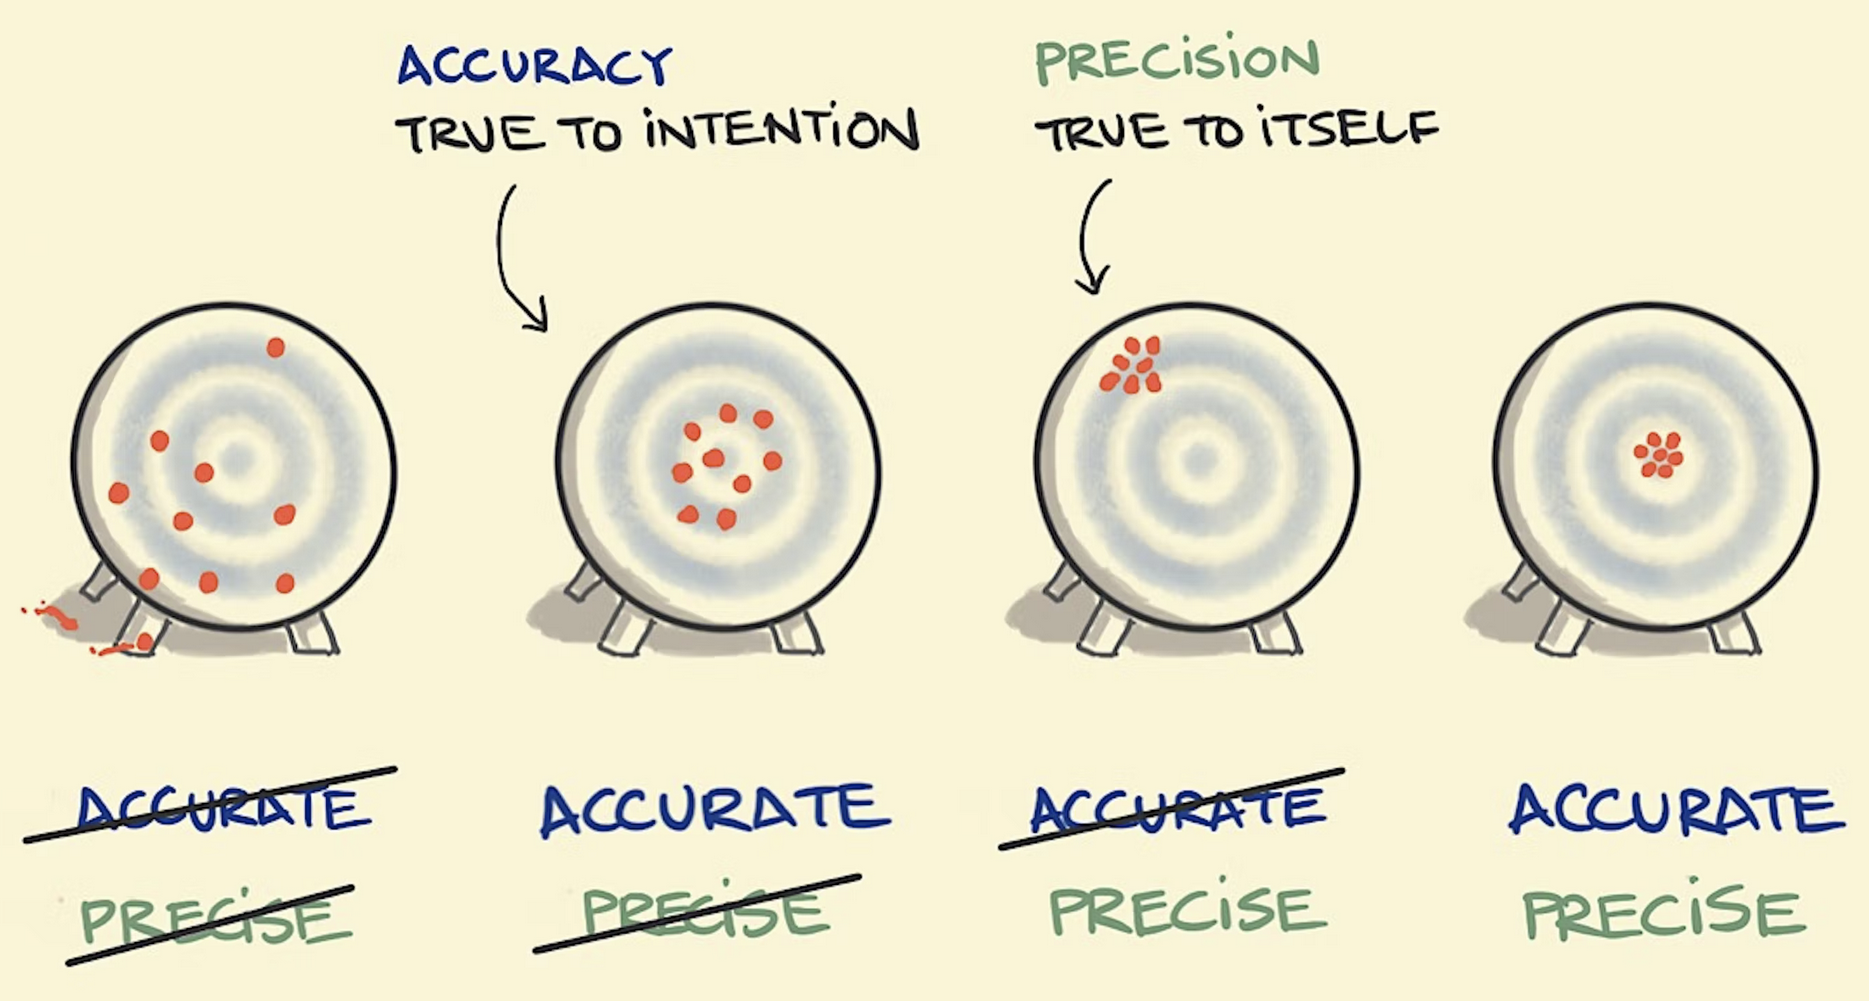 ACCURACY
TRUE TO INTENTION
PRECISION
TRUE TO ITSELF
ACCURATE
PRECISE
ACCURATE
PRECISE
ACCURATE
PRECISE
ACCURATE
PRECISE